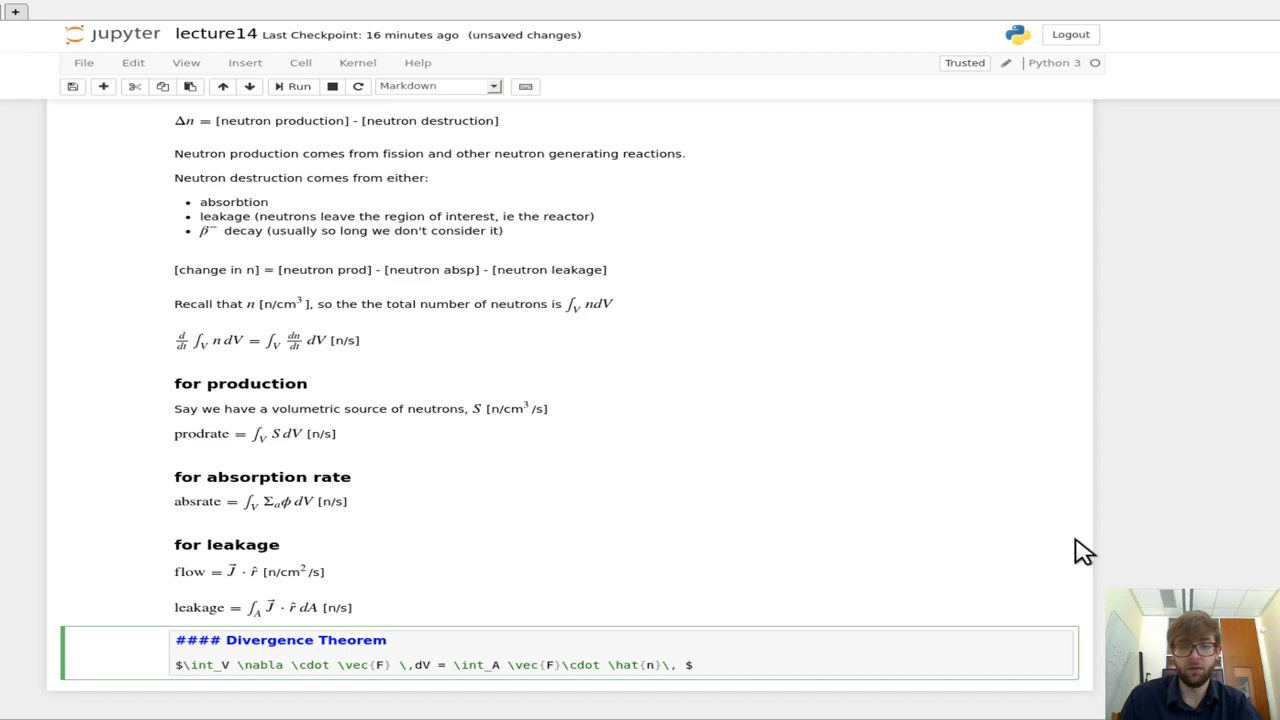 +
jupyter lecture14 Last Checkpoint: 16 minutes ago (unsaved changes) Logout
File Edit View Insert Cell Kernel Help Trusted Python 3
Run Markdown
Δn = [neutron production] - [neutron destruction]
Neutron production comes from fission and other neutron generating reactions.
Neutron destruction comes from either:
• absorbtion
• leakage (neutrons leave the region of interest, ie the reactor)
• β⁻ decay (usually so long we don't consider it)
[change in n] = [neutron prod] - [neutron absp] - [neutron leakage]
Recall that n [n/cm³], so the the total number of neutrons is ∫_V ndV
d/dt ∫_V n dV = ∫_V dn/dt dV [n/s]
for production
Say we have a volumetric source of neutrons, S [n/cm³/s]
prodrate = ∫_V S dV [n/s]
for absorption rate
absrate = ∫_V Σₐϕ dV [n/s]
for leakage
flow = J⃗ · r̂ [n/cm²/s]
leakage = ∫_A J⃗ · r̂ dA [n/s]
#### Divergence Theorem
$\int_V \nabla \cdot \vec{F} \,dV = \int_A \vec{F}\cdot \hat{n}\, $